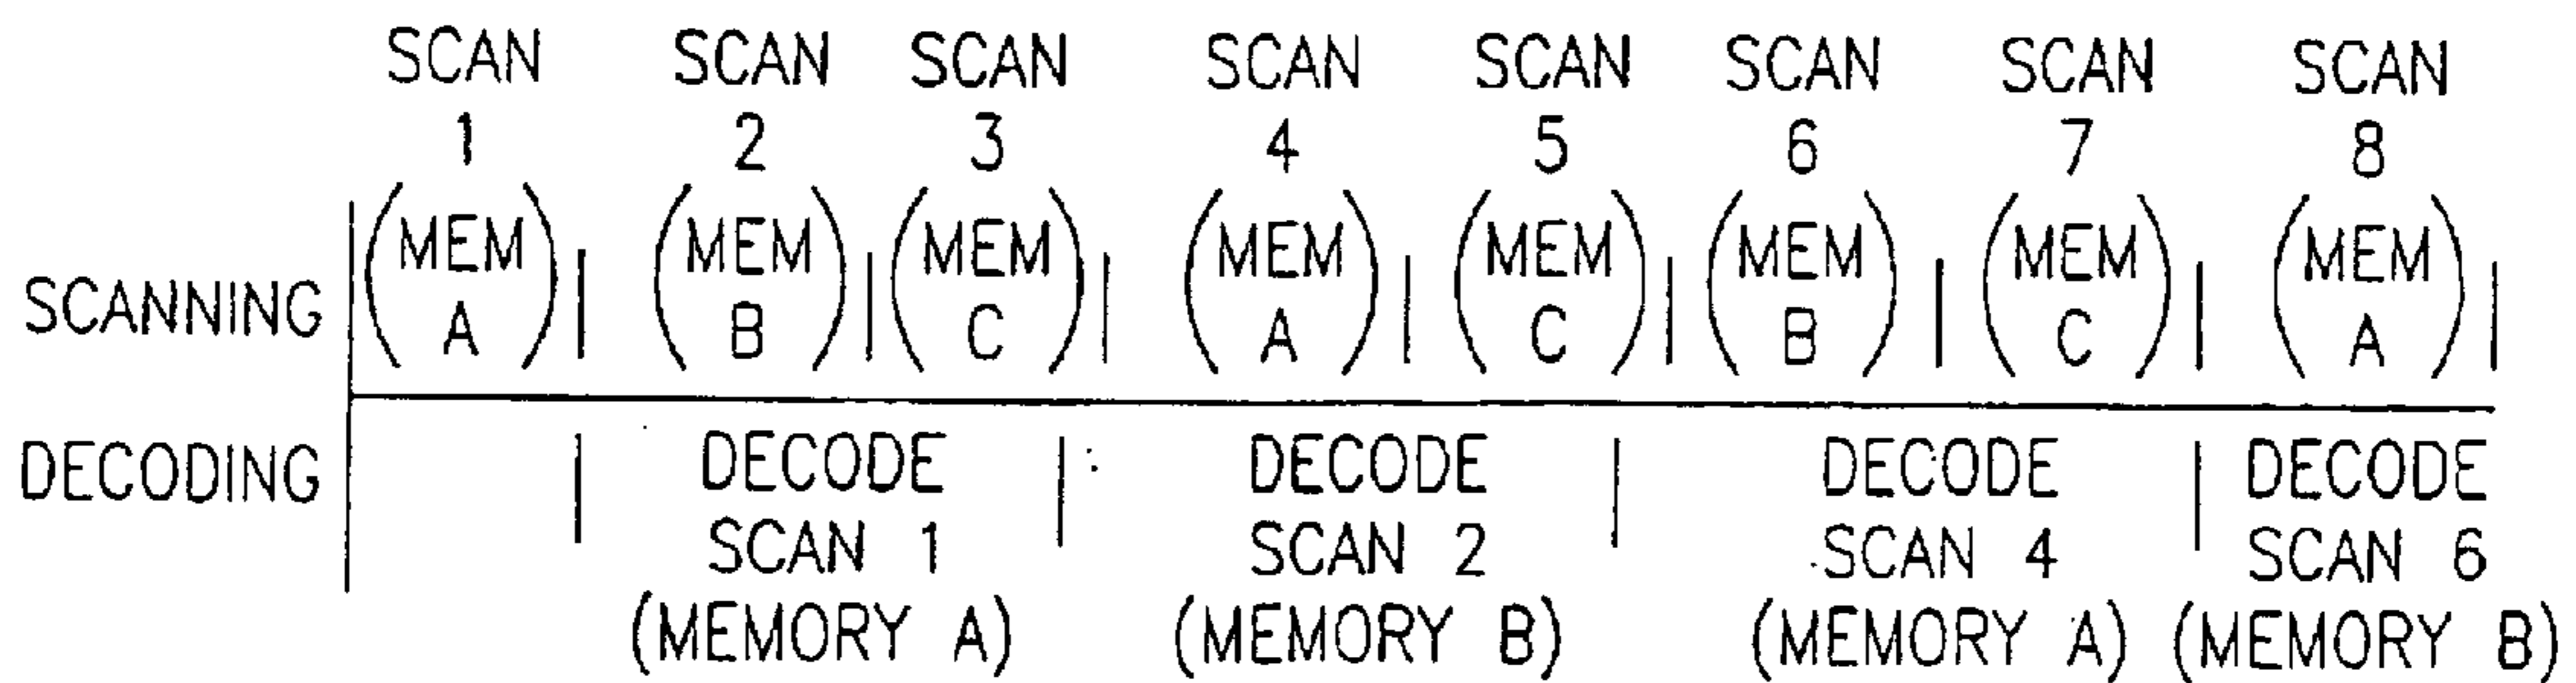 SCAN SCAN SCAN SCAN SCAN SCAN SCAN SCAN
1 2 3 4 5 6 7 8
(MEM (MEM (MEM (MEM (MEM (MEM (MEM (MEM
SCANNING A) B) C) A) C) B) C) A)
DECODING DECODE DECODE DECODE DECODE
SCAN 1 SCAN 2 SCAN 4 SCAN 6
(MEMORY A) (MEMORY B) (MEMORY A) (MEMORY B)